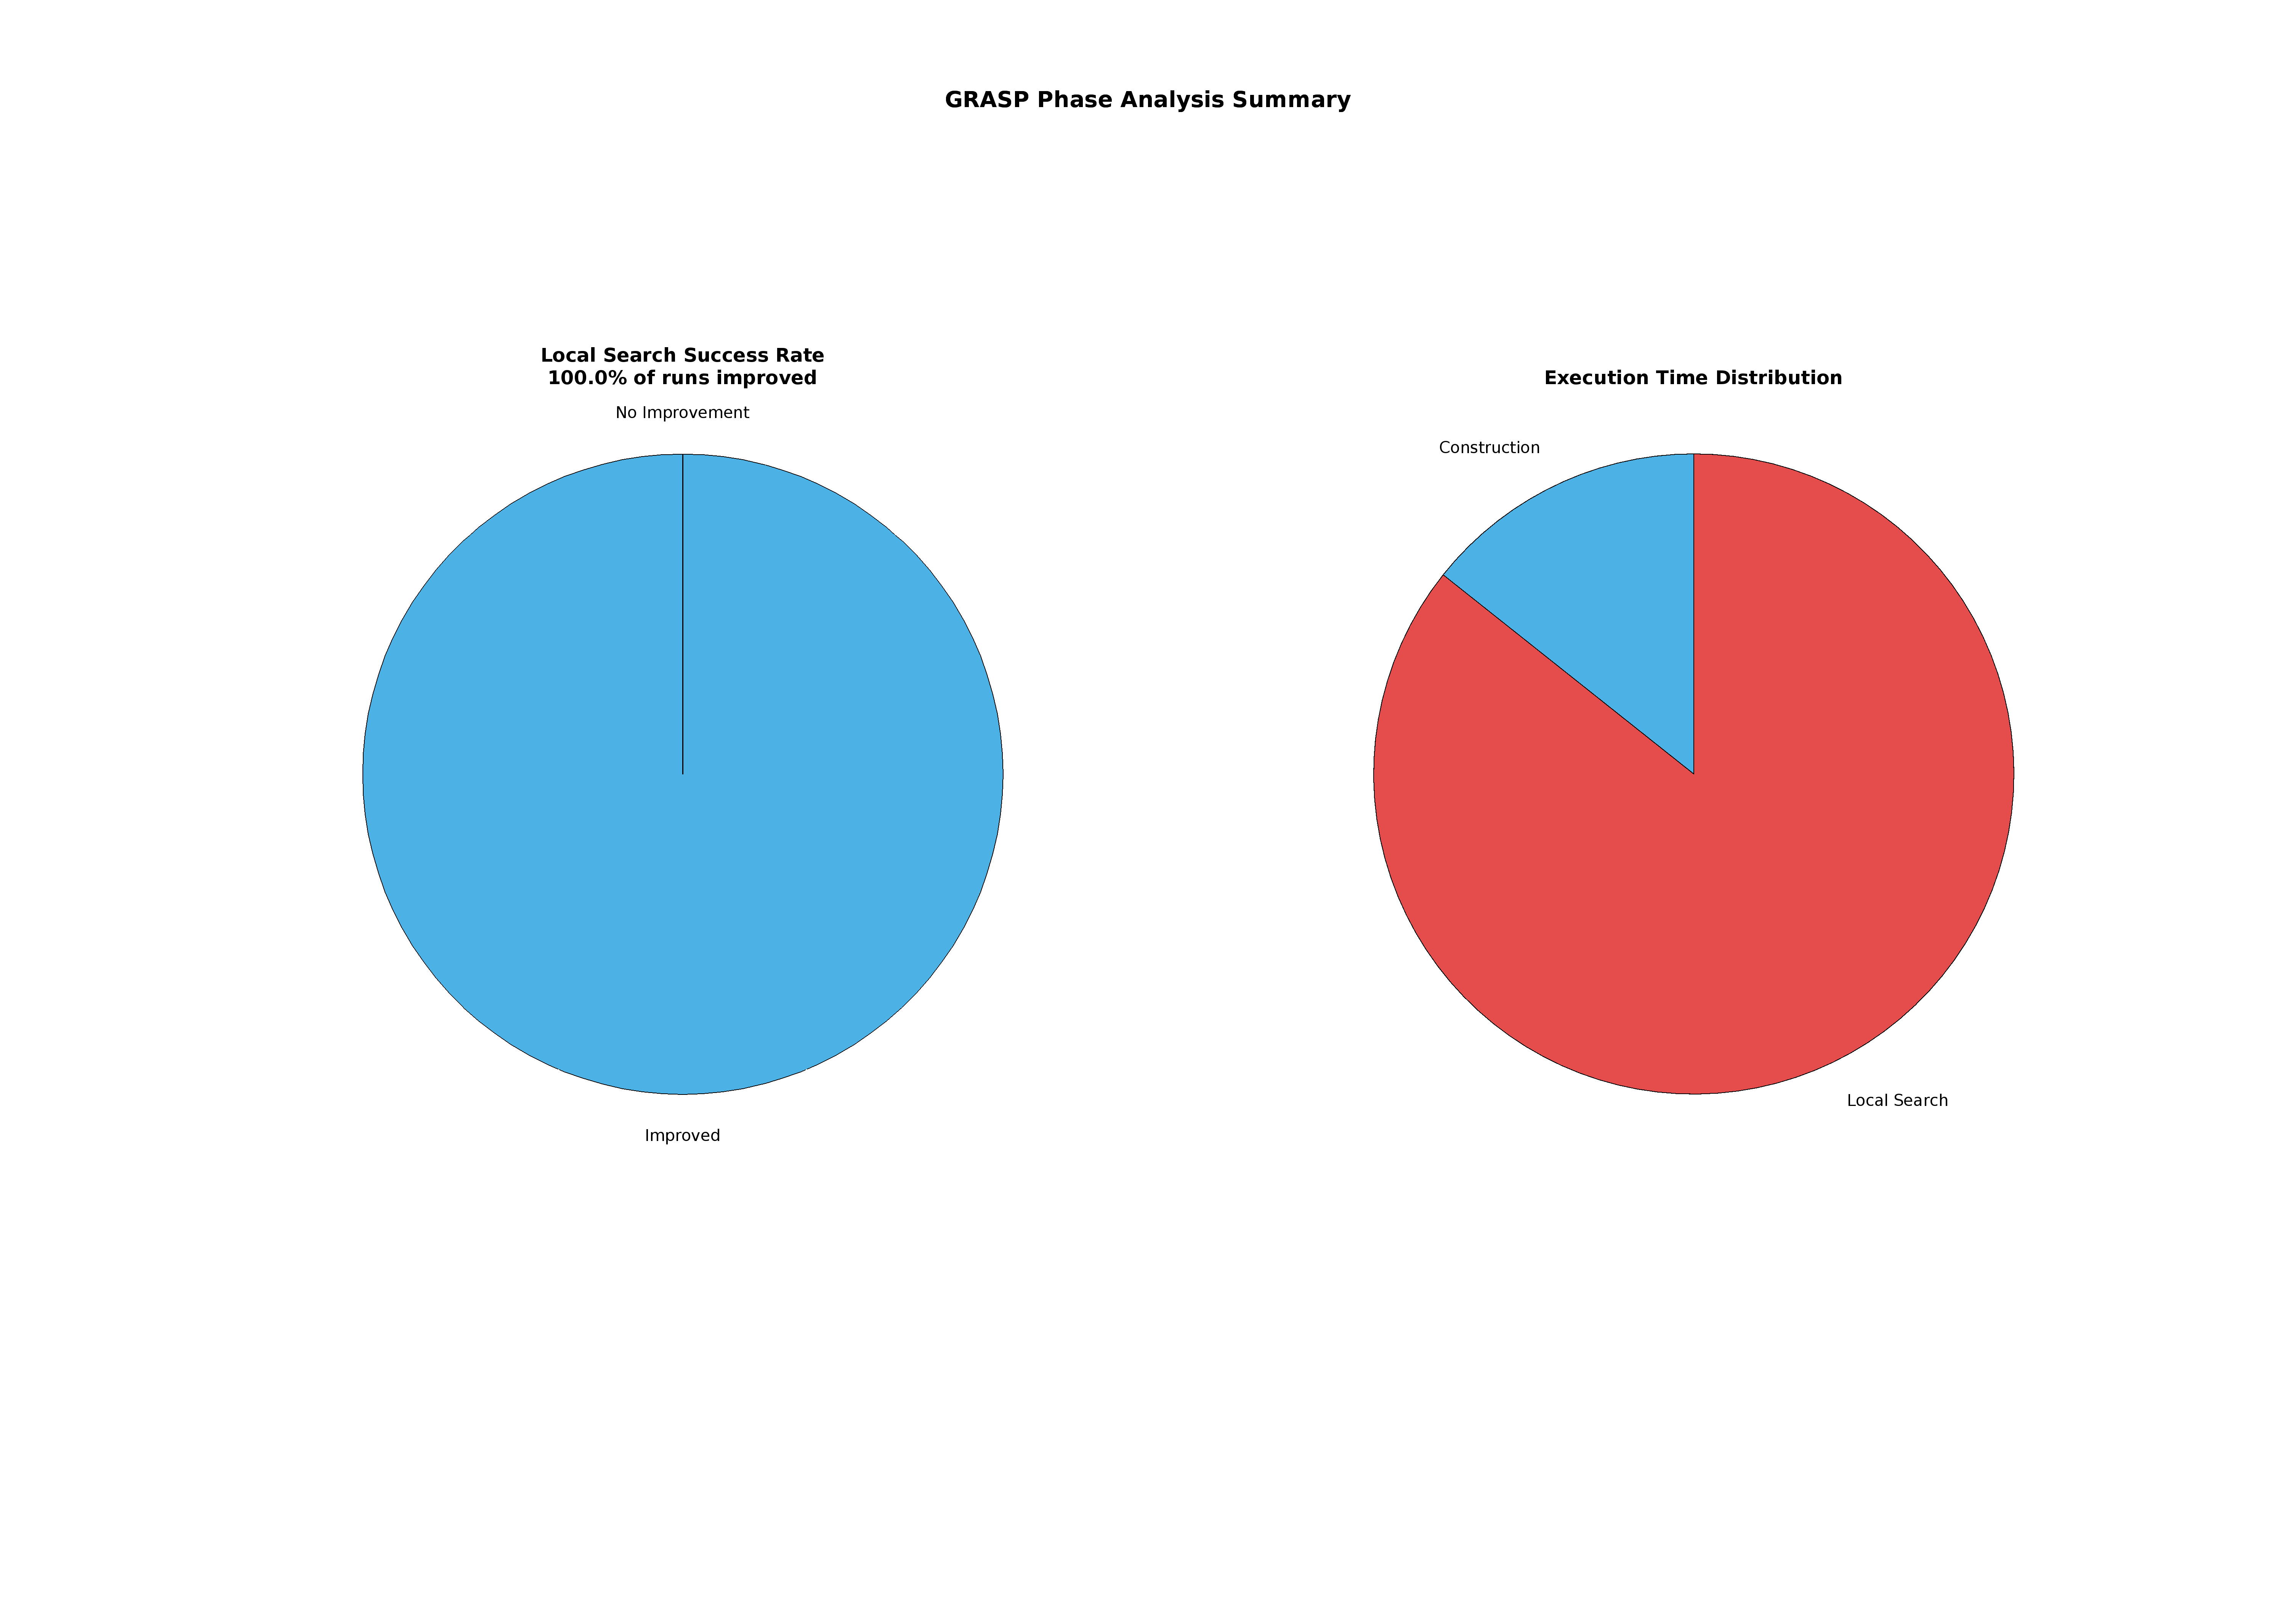 GRASP Phase Analysis Summary
Local Search Success Rate
100.0% of runs improved
No Improvement
Improved
Execution Time Distribution
Construction
Local Search